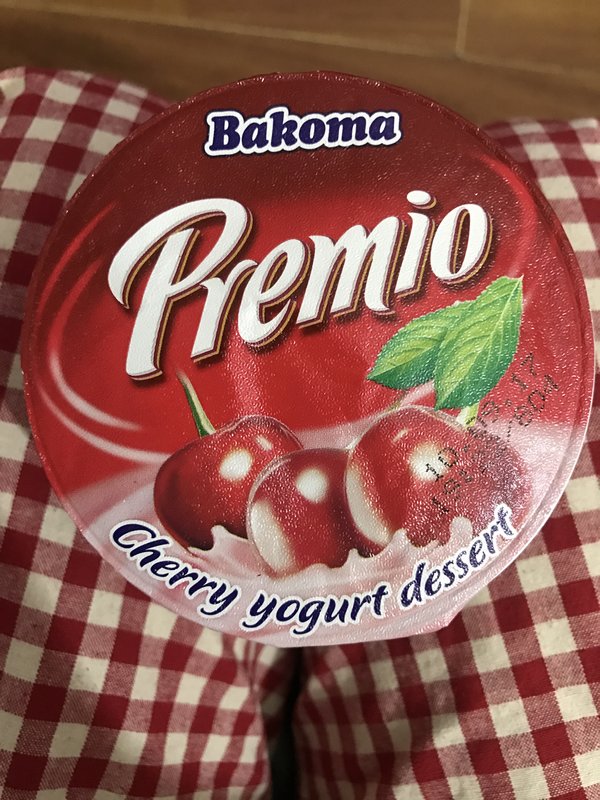 Bakoma
Premio
Cherry yogurt dessert